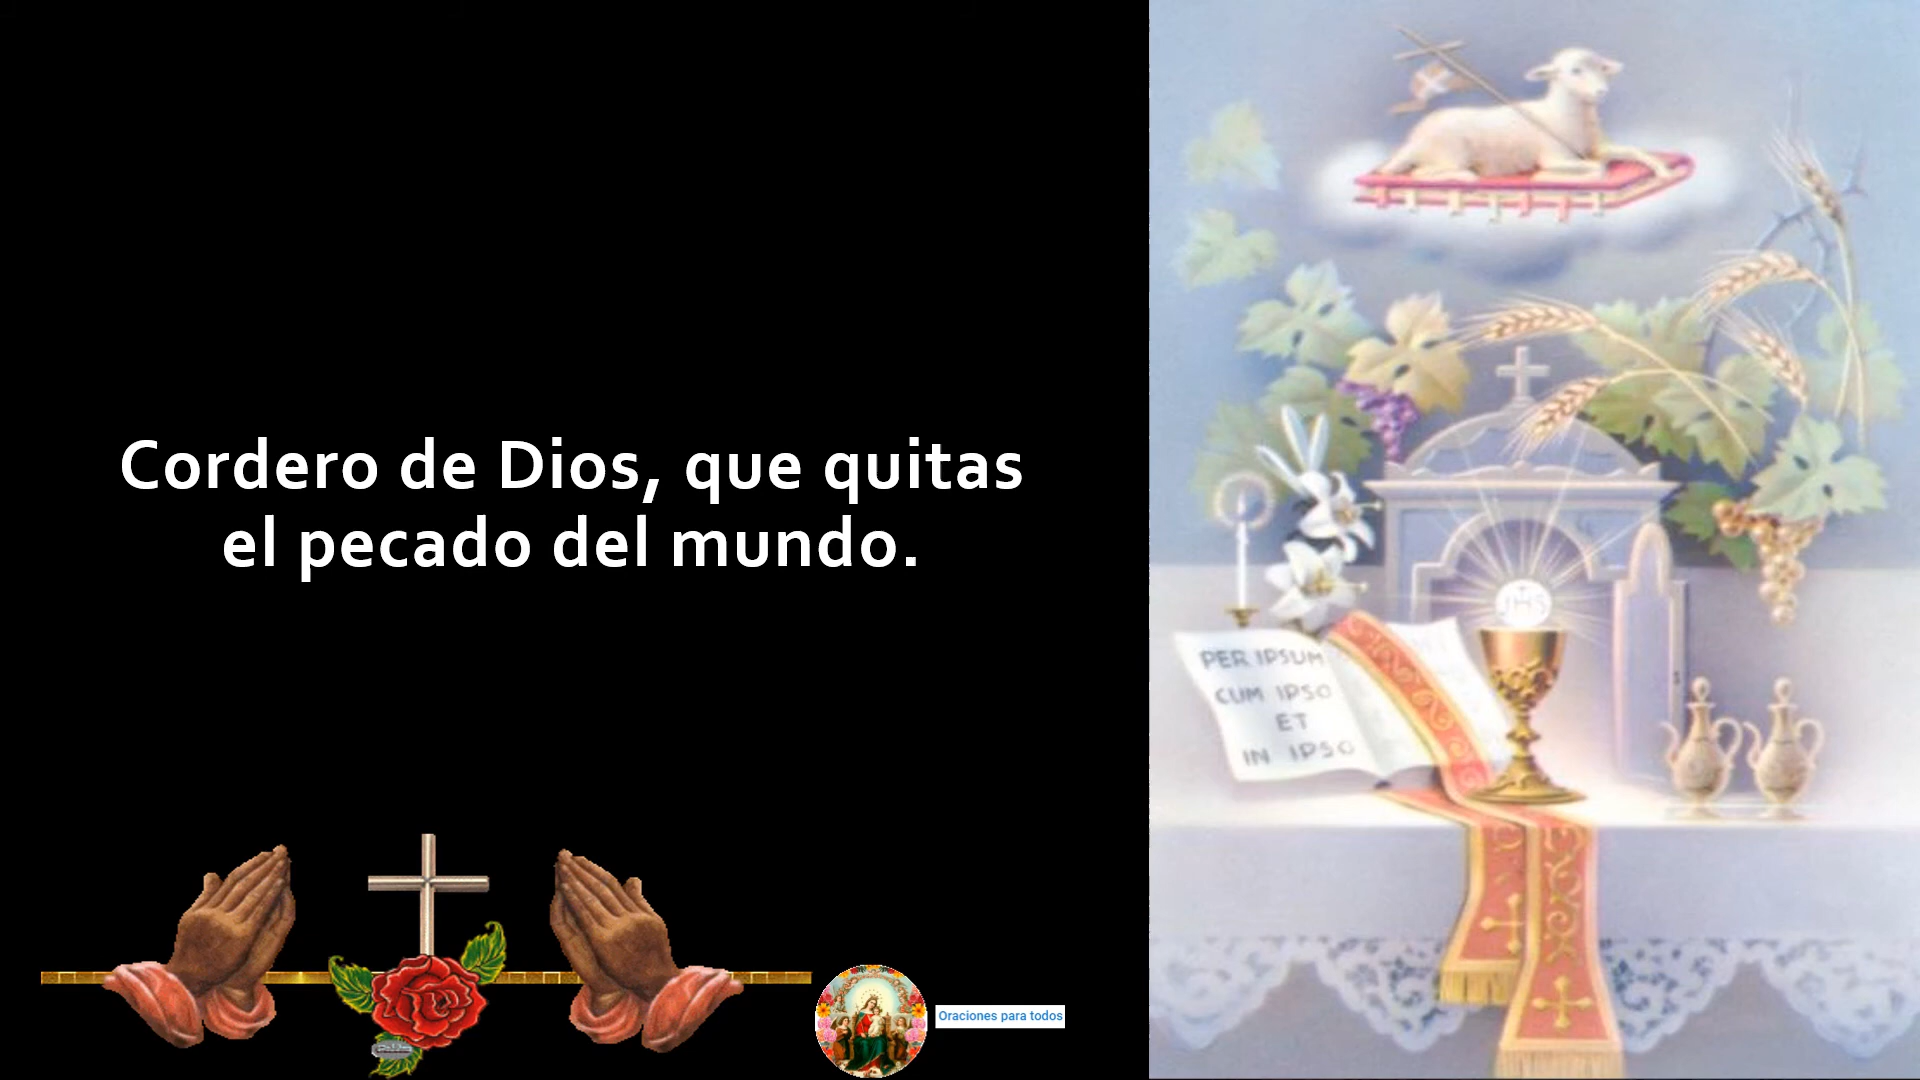 Cordero de Dios, que quitas
el pecado del mundo.
JHS
PER IPSUM
CUM IPSO
ET
IN IPSO
Oraciones para todos